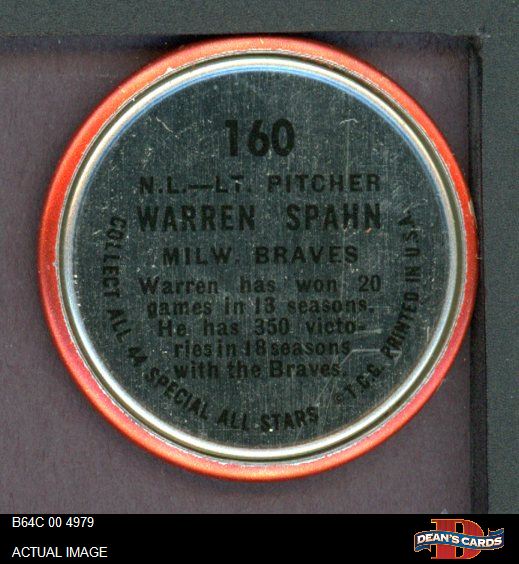 160
N.L.—LT. PITCHER
WARREN SPAHN
MILW. BRAVES
Warren has won 20
games in 13 seasons.
He has 350 victo-
ries in 18 seasons
with the Braves.
COLLECT ALL 44 SPECIAL ALL STARS © T.C.G. PRINTED IN U.S.A.
B64C 00 4979
ACTUAL IMAGE
D
DEAN'S CARDS